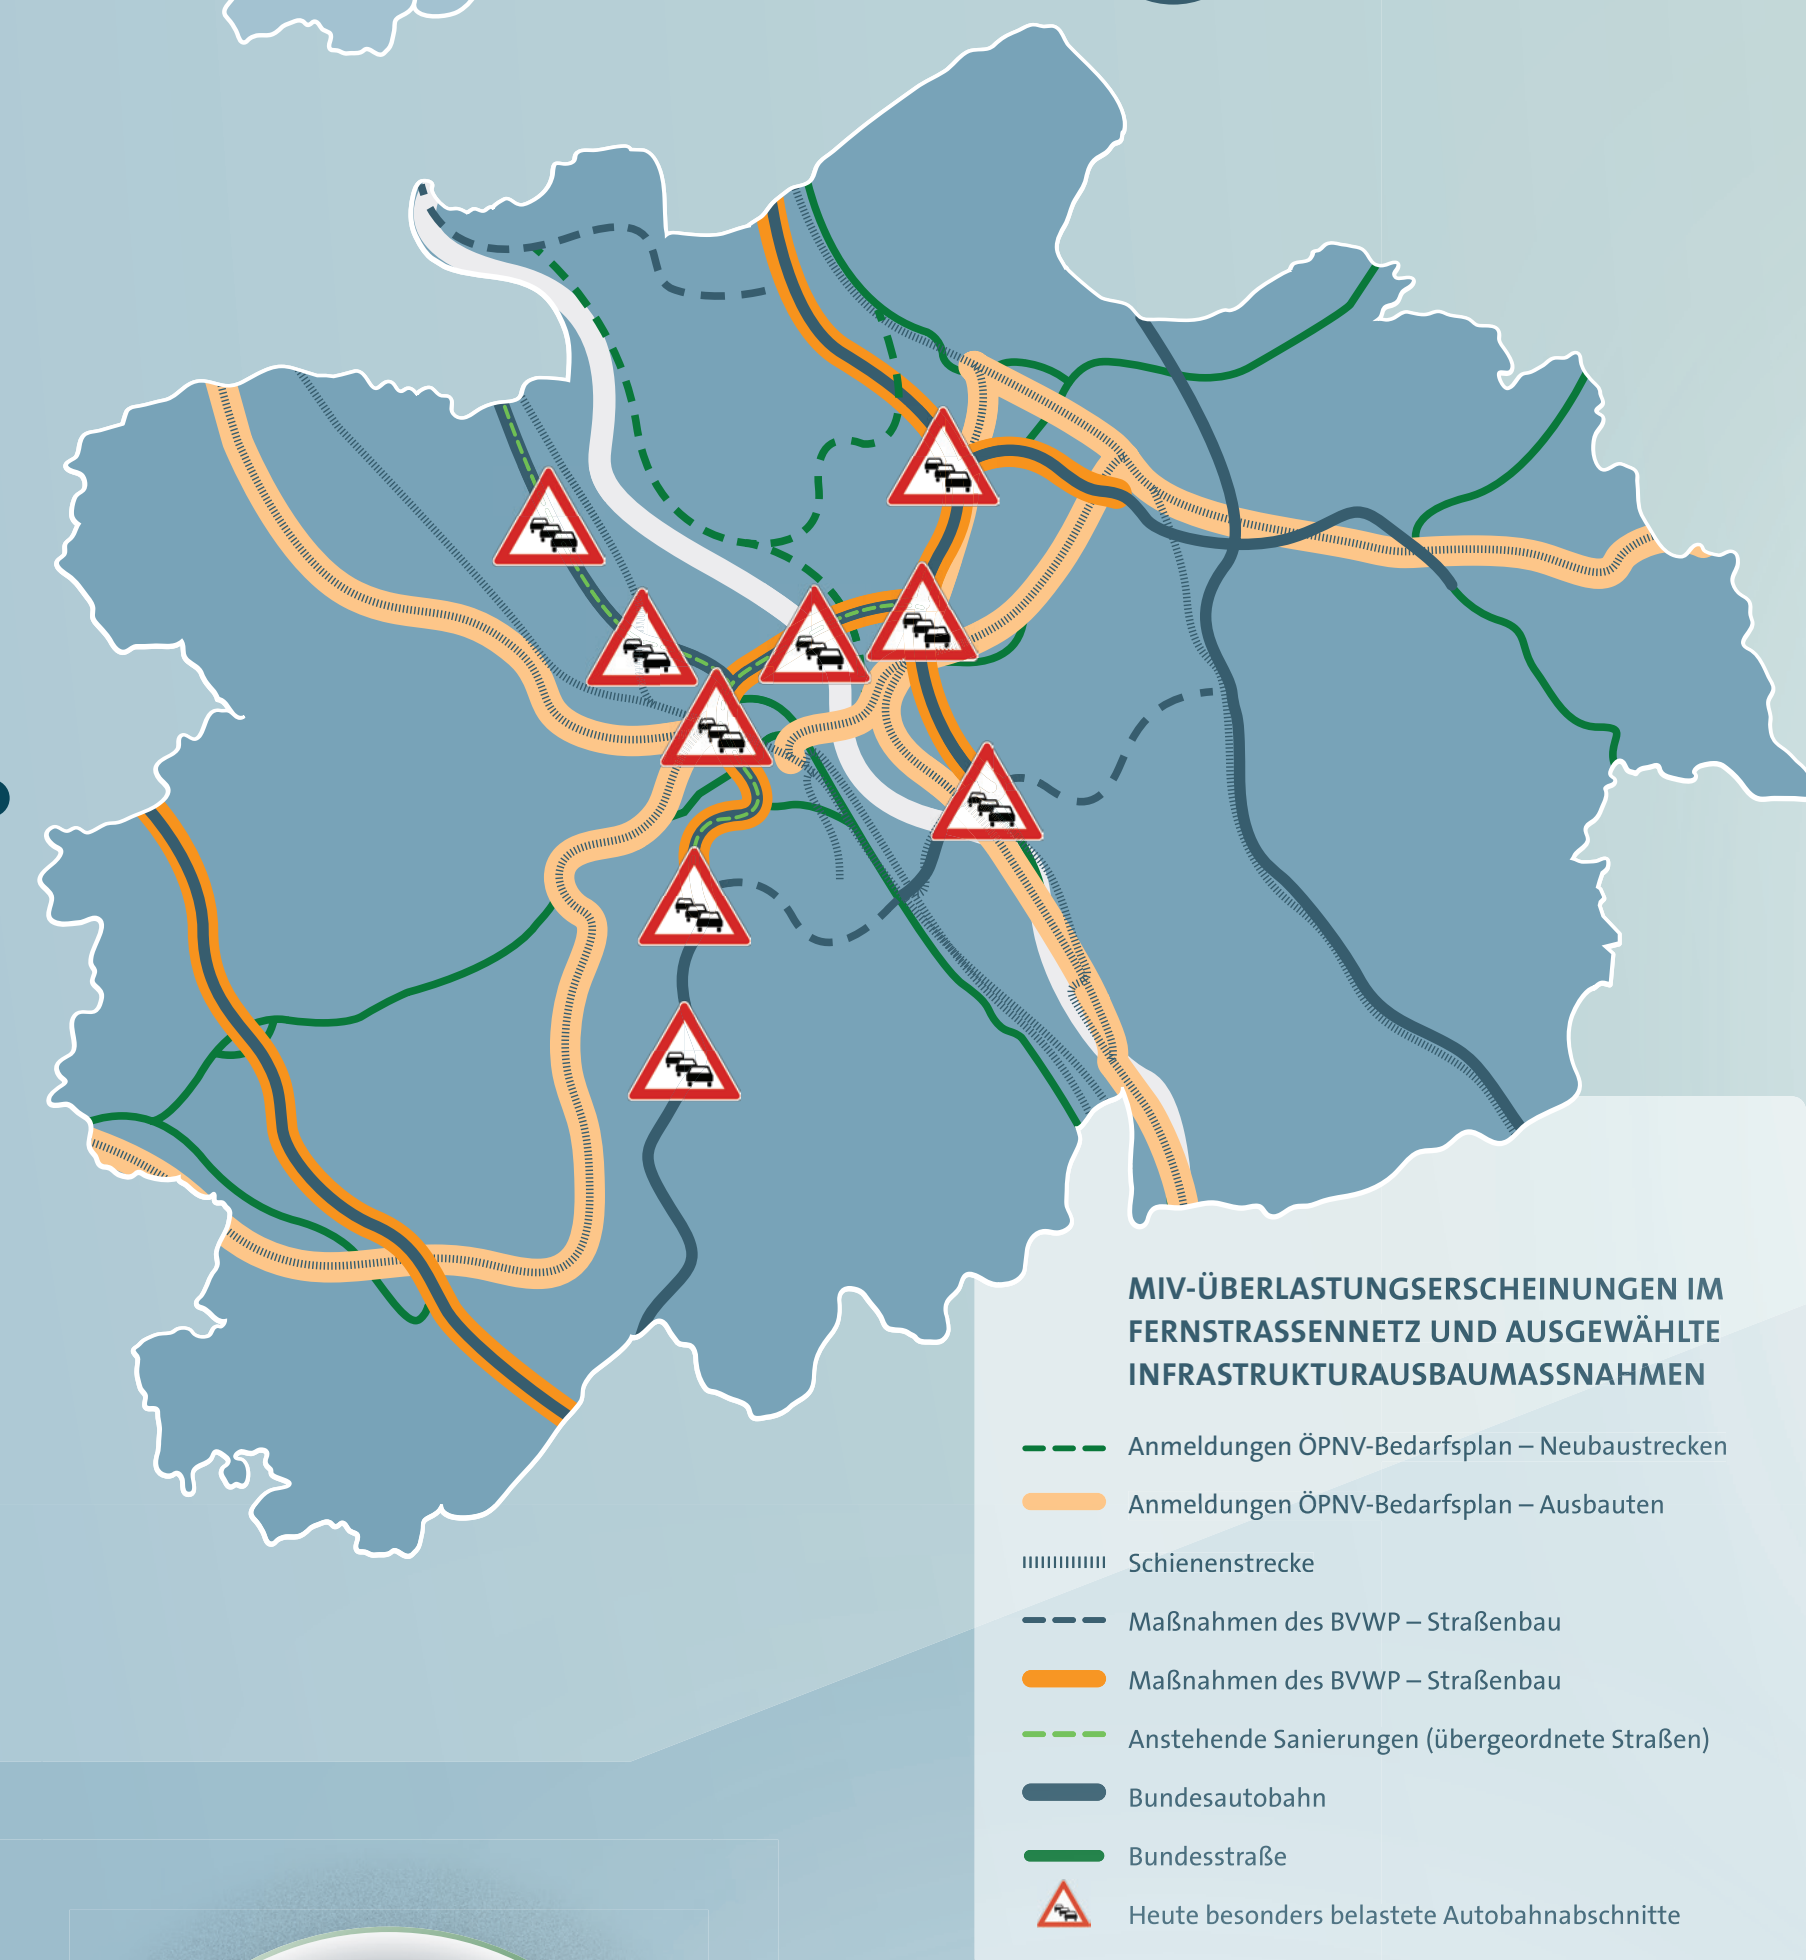 MIV-ÜBERLASTUNGSERSCHEINUNGEN IM
FERNSTRASSENNETZ UND AUSGEWÄHLTE
INFRASTRUKTURAUSBAUMASSNAHMEN
Anmeldungen ÖPNV-Bedarfsplan – Neubaustrecken
Anmeldungen ÖPNV-Bedarfsplan – Ausbauten
Schienenstrecke
Maßnahmen des BVWP – Straßenbau
Maßnahmen des BVWP – Straßenbau
Anstehende Sanierungen (übergeordnete Straßen)
Bundesautobahn
Bundesstraße
Heute besonders belastete Autobahnabschnitte